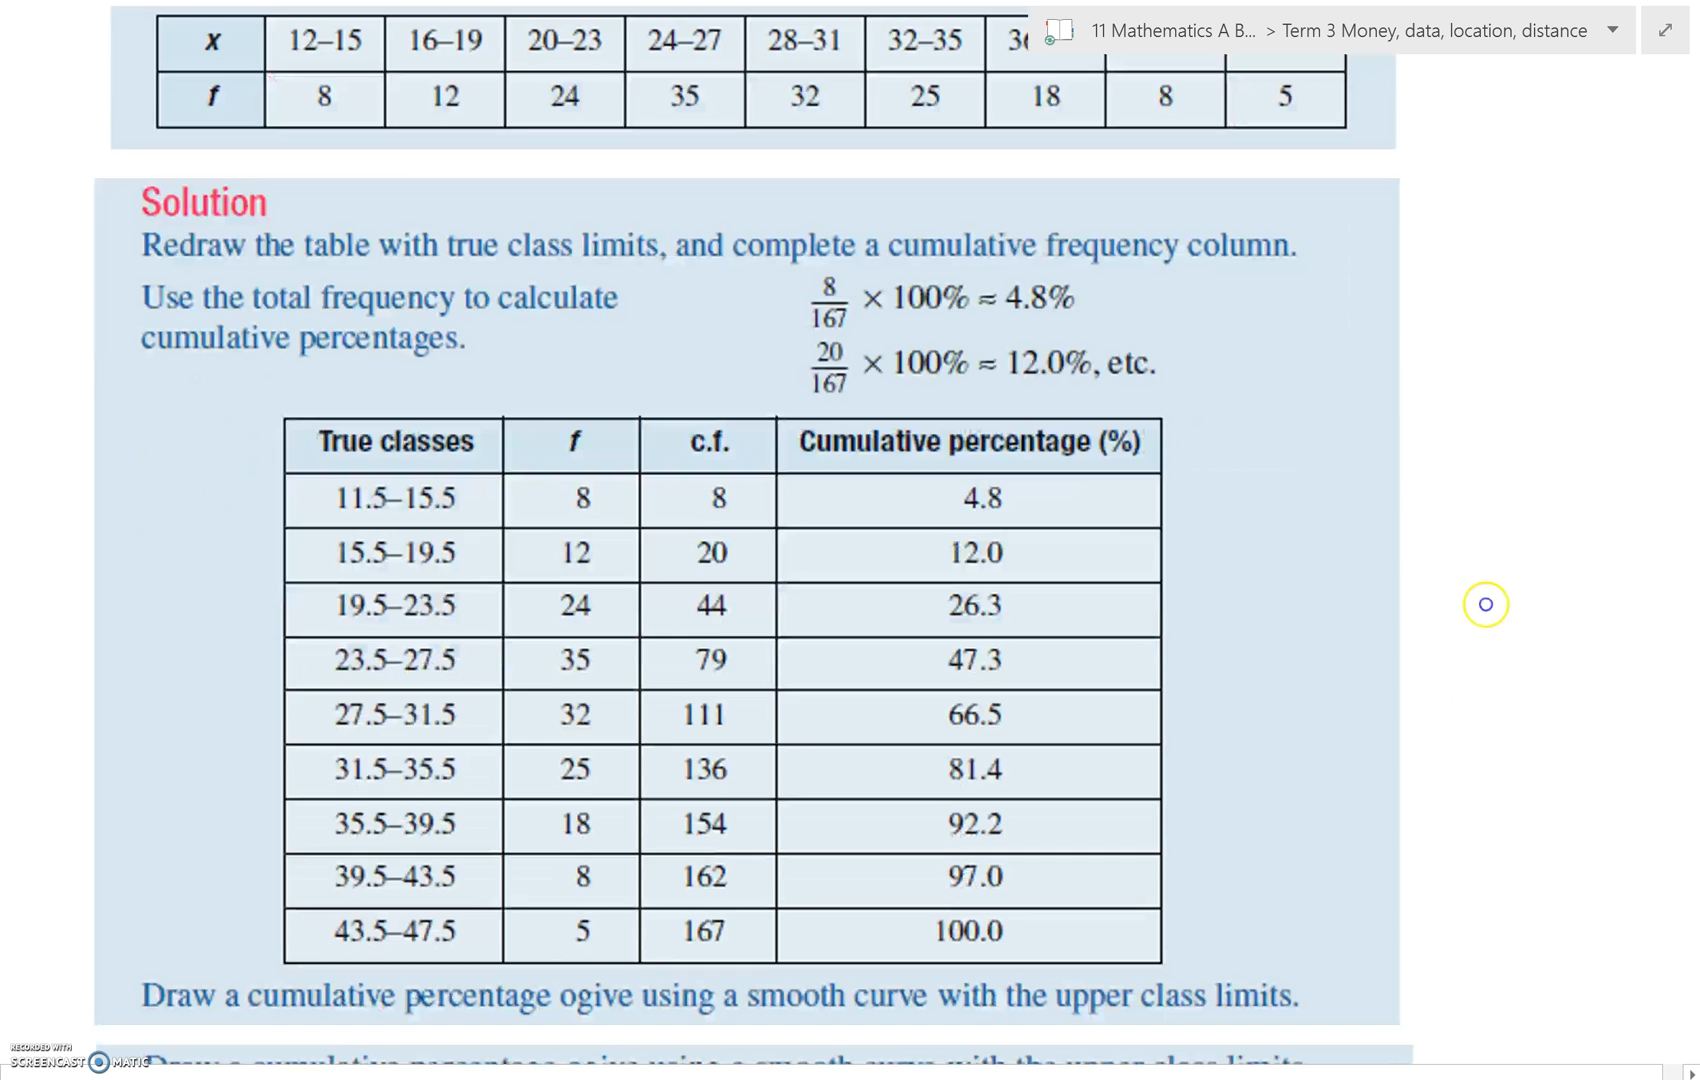 x 12–15 16–19 20–23 24–27 28–31 32–35
11 Mathematics A B... > Term 3 Money, data, location, distance
f 8 12 24 35 32 25 18 8 5
Solution
Redraw the table with true class limits, and complete a cumulative frequency column.
Use the total frequency to calculate
cumulative percentages.
8/167 × 100% ≈ 4.8%
20/167 × 100% ≈ 12.0%, etc.
True classes f c.f. Cumulative percentage (%)
11.5–15.5 8 8 4.8
15.5–19.5 12 20 12.0
19.5–23.5 24 44 26.3
23.5–27.5 35 79 47.3
27.5–31.5 32 111 66.5
31.5–35.5 25 136 81.4
35.5–39.5 18 154 92.2
39.5–43.5 8 162 97.0
43.5–47.5 5 167 100.0
Draw a cumulative percentage ogive using a smooth curve with the upper class limits.
RECORDED WITH
SCREENCAST MATIC